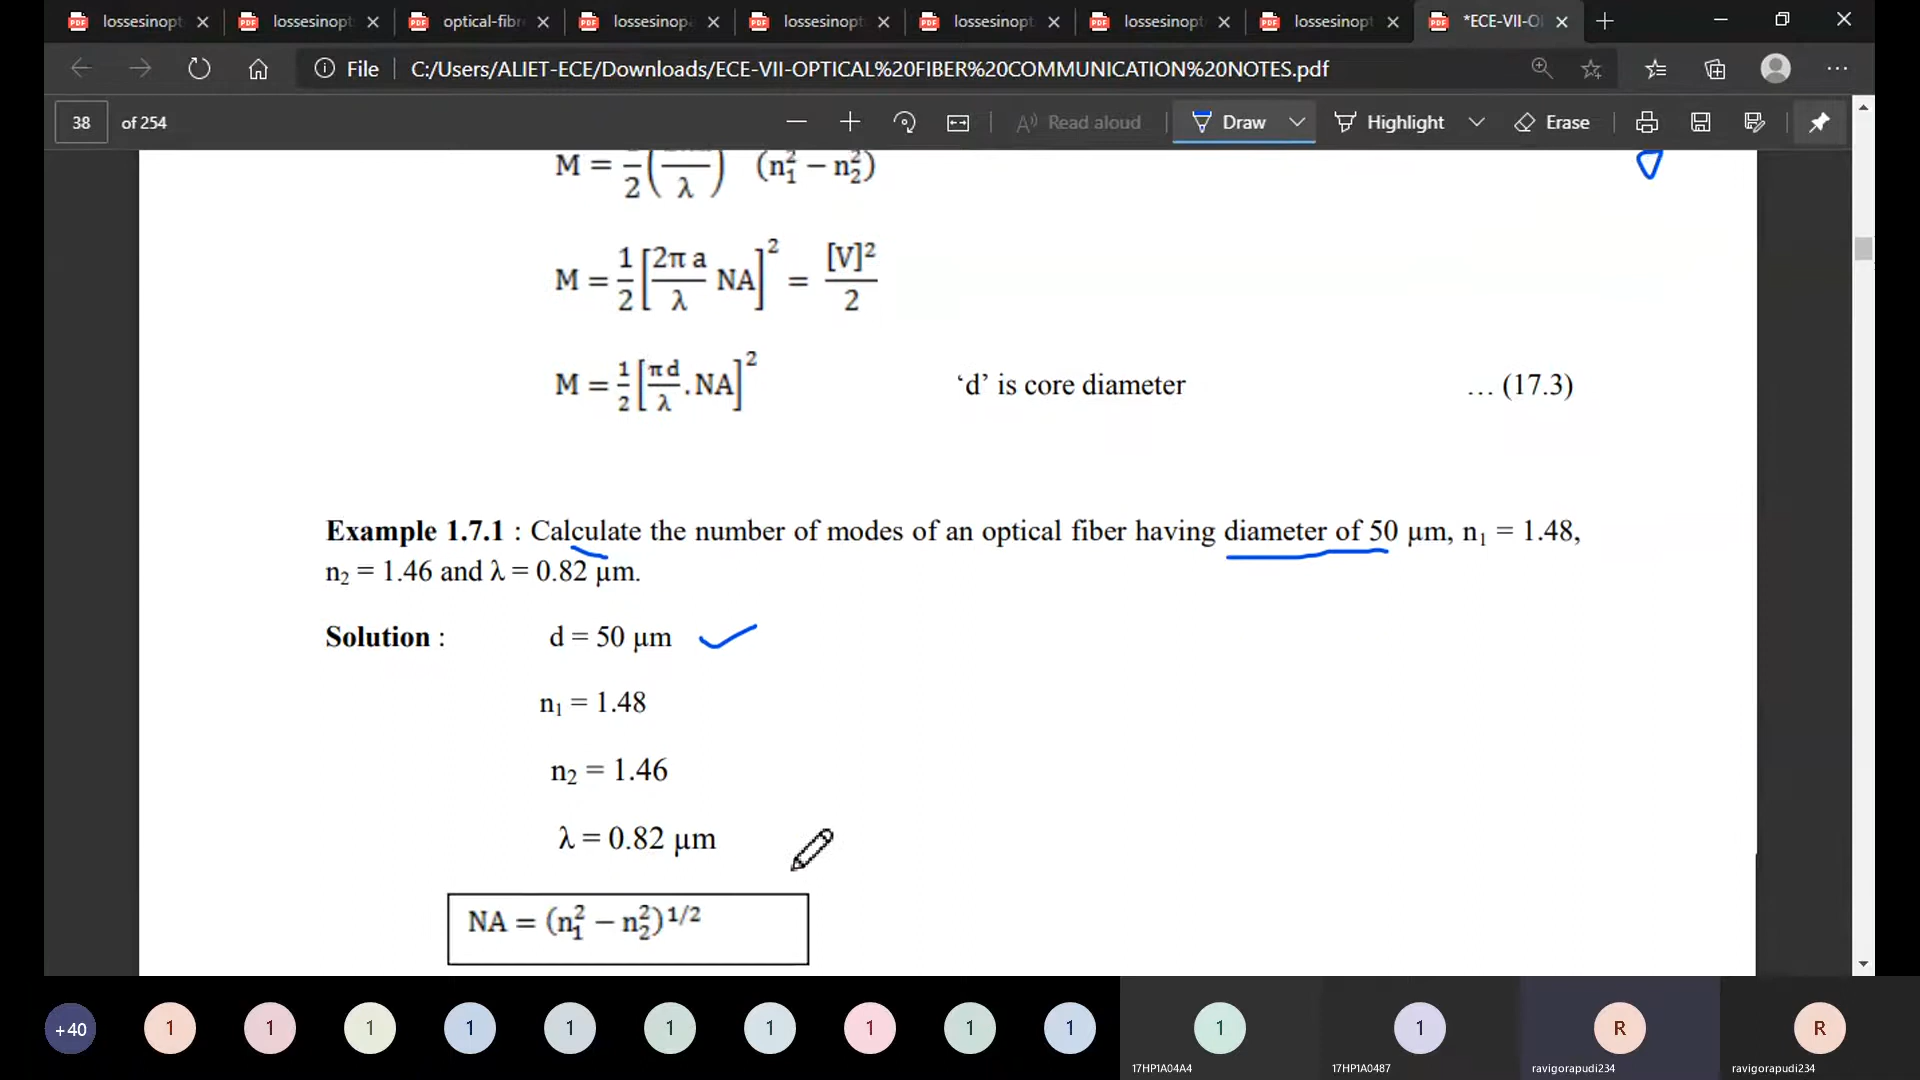 lossesinopt lossesinopt optical-fibr lossesinop lossesinopt lossesinopt lossesinopt lossesinopt *ECE-VII-O
File C:/Users/ALIET-ECE/Downloads/ECE-VII-OPTICAL%20FIBER%20COMMUNICATION%20NOTES.pdf
38 of 254 Read aloud Draw Highlight Erase
M = 1/2 ( /λ) (n₁² − n₂²)
M = 1/2 [2π a/λ NA]² = [V]²/2
M = 1/2 [π d/λ . NA]² ‘d’ is core diameter … (17.3)
Example 1.7.1 : Calculate the number of modes of an optical fiber having diameter of 50 µm, n₁ = 1.48,
n₂ = 1.46 and λ = 0.82 µm.
Solution : d = 50 µm
n₁ = 1.48
n₂ = 1.46
λ = 0.82 µm
NA = (n₁² − n₂²)^1/2
+40 1 1 1 1 1 1 1 1 1 1 1 1 R R
17HP1A04A4 17HP1A0487 ravigorapudi234 ravigorapudi234